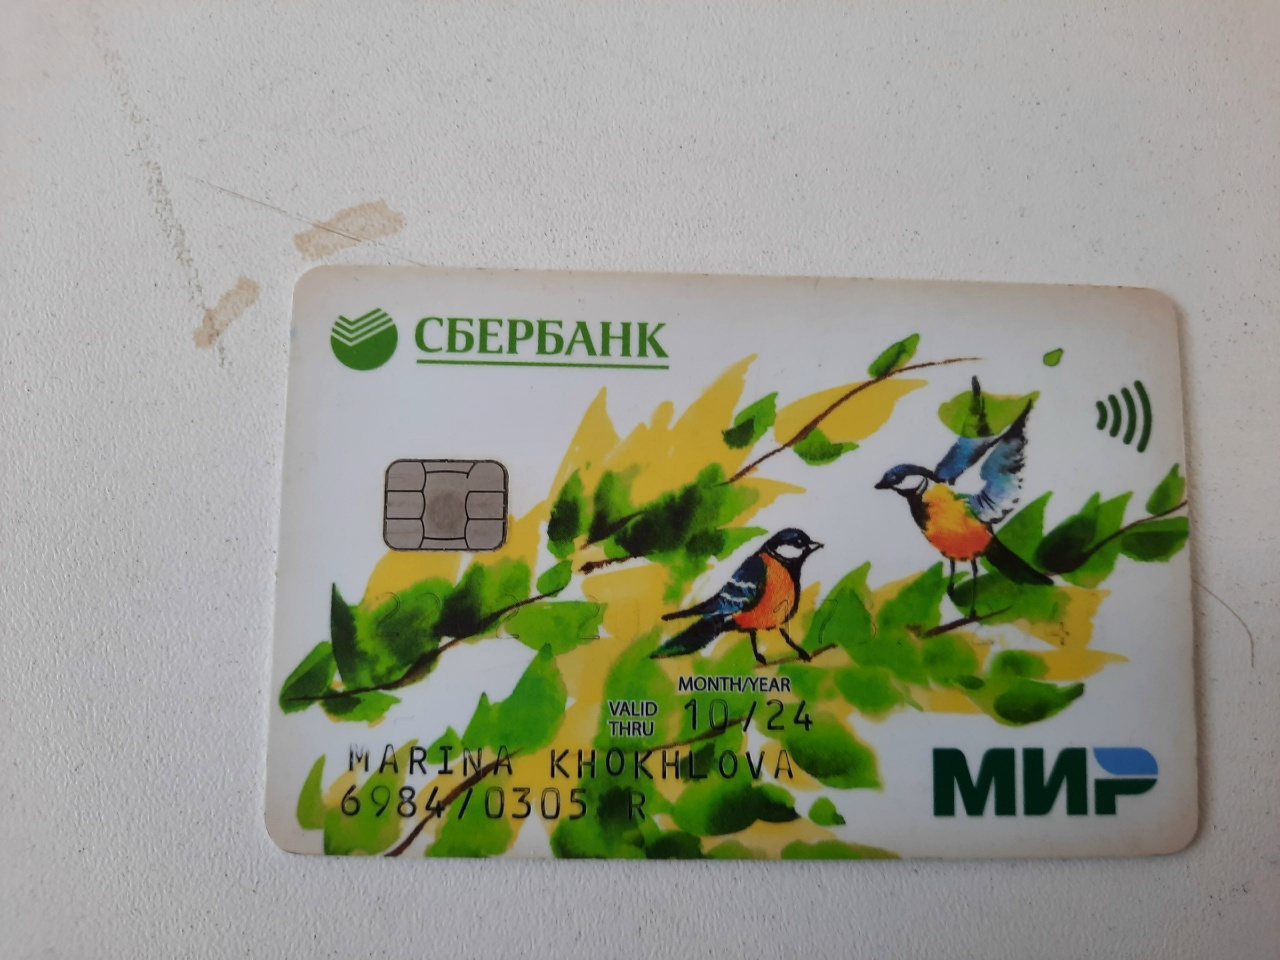 СБЕРБАНК
MONTH/YEAR
VALID THRU 10/24
MARINA KHOKHLOVA
6984/0305 R
МИР